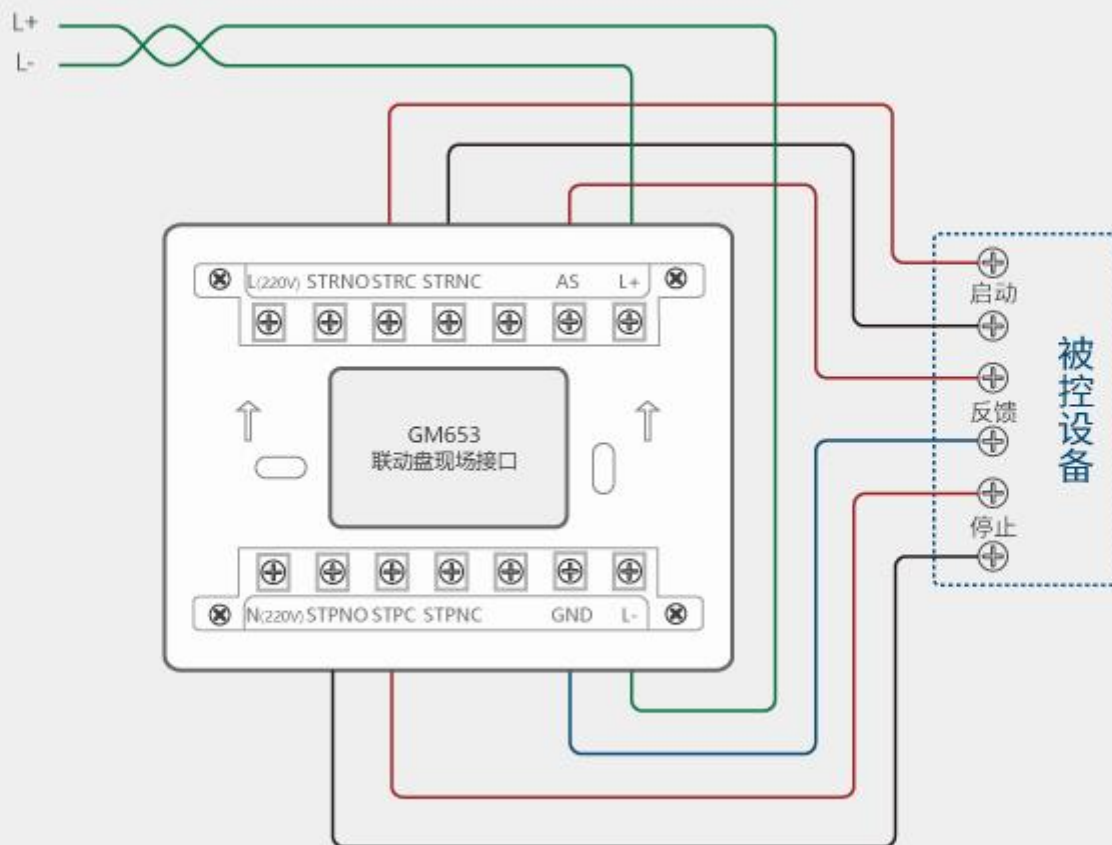 L+
L-
L(220V) STRNO STRC STRNC AS L+
启动
反馈
停止
被控设备
GM653
联动盘现场接口
N(220V) STPNO STPC STPNC GND L-